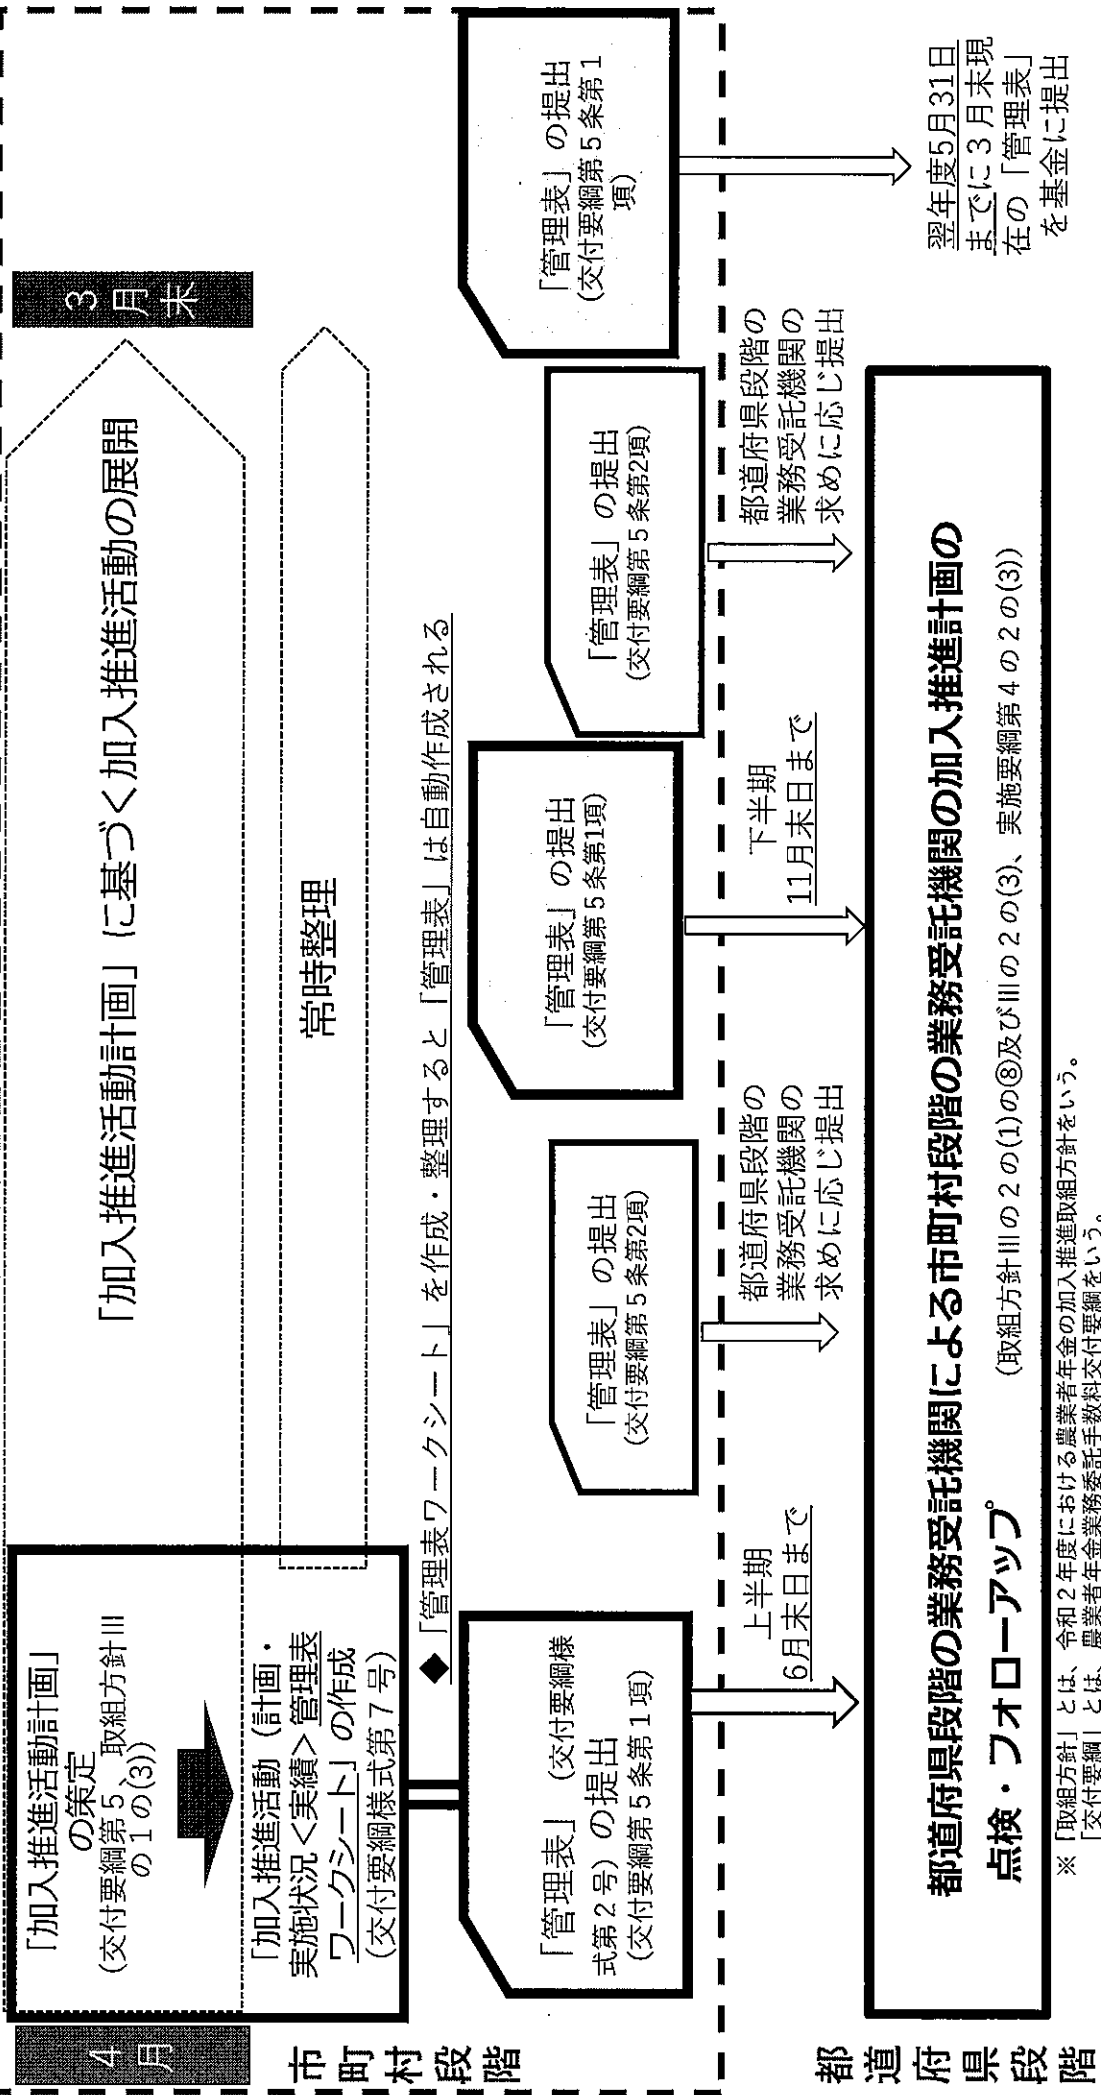 4月
3月末
市町村段階
「加入推進活動計画」
の策定
(交付要綱第5、取組方針Ⅲ
の1の(3))
「加入推進活動（計画・
実施状況＜実績＞管理表
ワークシート」の作成
(交付要綱様式第7号)
「加入推進活動計画」に基づく加入推進活動の展開
常時整理
◆「管理表ワークシート」を作成・整理すると「管理表」は自動作成される
「管理表」（交付要綱様
式第2号）の提出
(交付要綱第5条第1項)
「管理表」の提出
(交付要綱第5条第2項)
「管理表」の提出
(交付要綱第5条第1項)
「管理表」の提出
(交付要綱第5条第2項)
「管理表」の提出
(交付要綱第5条第1
項)
上半期
6月末日まで
都道府県段階の
業務受託機関の
求めに応じ提出
下半期
11月末日まで
都道府県段階の
業務受託機関の
求めに応じ提出
翌年度5月31日
までに3月末現
在の「管理表」
を基金に提出
都道府県段階
都道府県段階の業務受託機関による市町村段階の業務受託機関の加入推進計画の
点検・フォローアップ （取組方針Ⅲの2の(1)の⑧及びⅢの2の(3)、実施要綱第4の2の(3))
※「取組方針」とは、令和2年度における農業者年金の加入推進取組方針をいう。
「交付要綱」とは、農業者年金業務委託手数料交付要綱をいう。